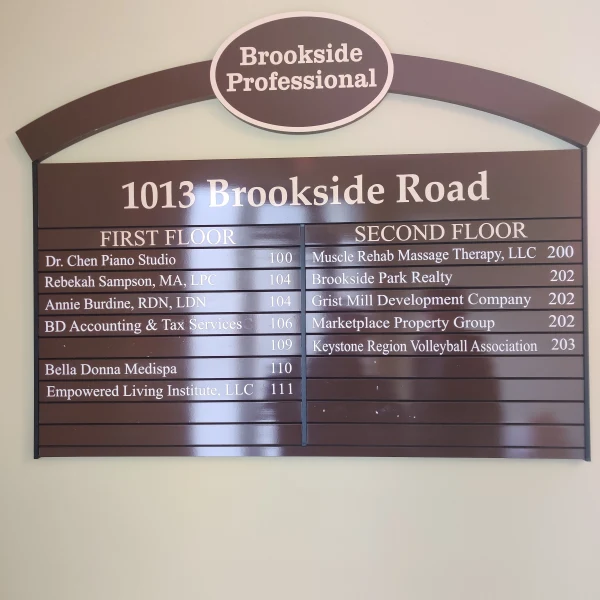 Brookside
Professional
1013 Brookside Road
FIRST FLOOR
Dr. Chen Piano Studio 100
Rebekah Sampson, MA, LPC 104
Annie Burdine, RDN, LDN 104
BD Accounting & Tax Services 106
109
Bella Donna Medispa 110
Empowered Living Institute, LLC 111
SECOND FLOOR
Muscle Rehab Massage Therapy, LLC 200
Brookside Park Realty 202
Grist Mill Development Company 202
Marketplace Property Group 202
Keystone Region Volleyball Association 203